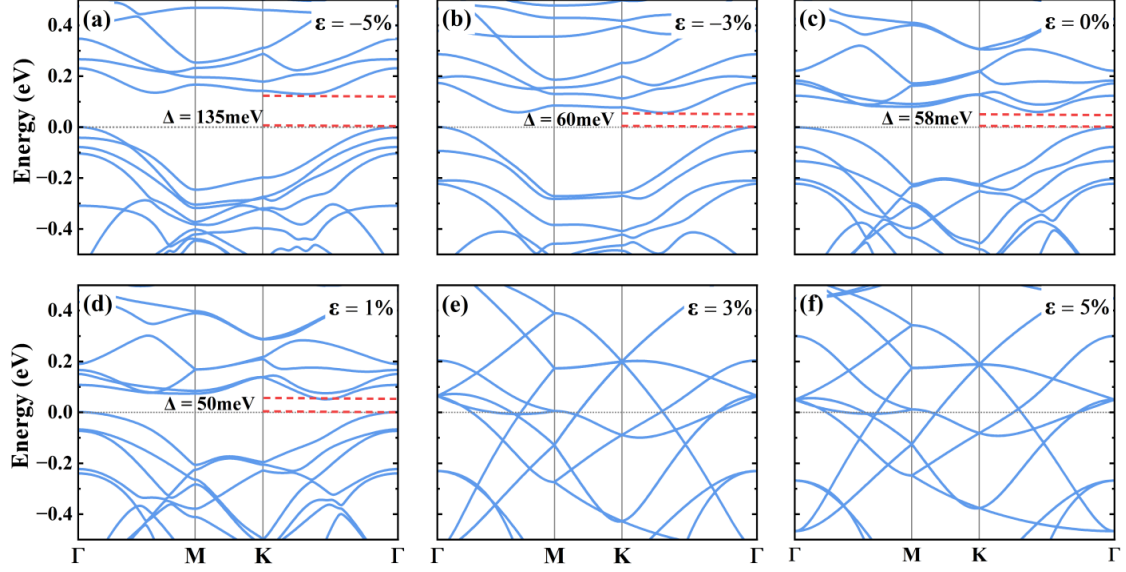 (a) ε = −5%
(b) ε = −3%
(c) ε = 0%
0.4
0.2
0.0
−0.2
−0.4
Energy (eV)
Δ = 135meV
Δ = 60meV
Δ = 58meV
(d) ε = 1%
(e) ε = 3%
(f) ε = 5%
0.4
0.2
0.0
−0.2
−0.4
Energy (eV)
Δ = 50meV
Γ M K Γ
M K Γ
M K Γ